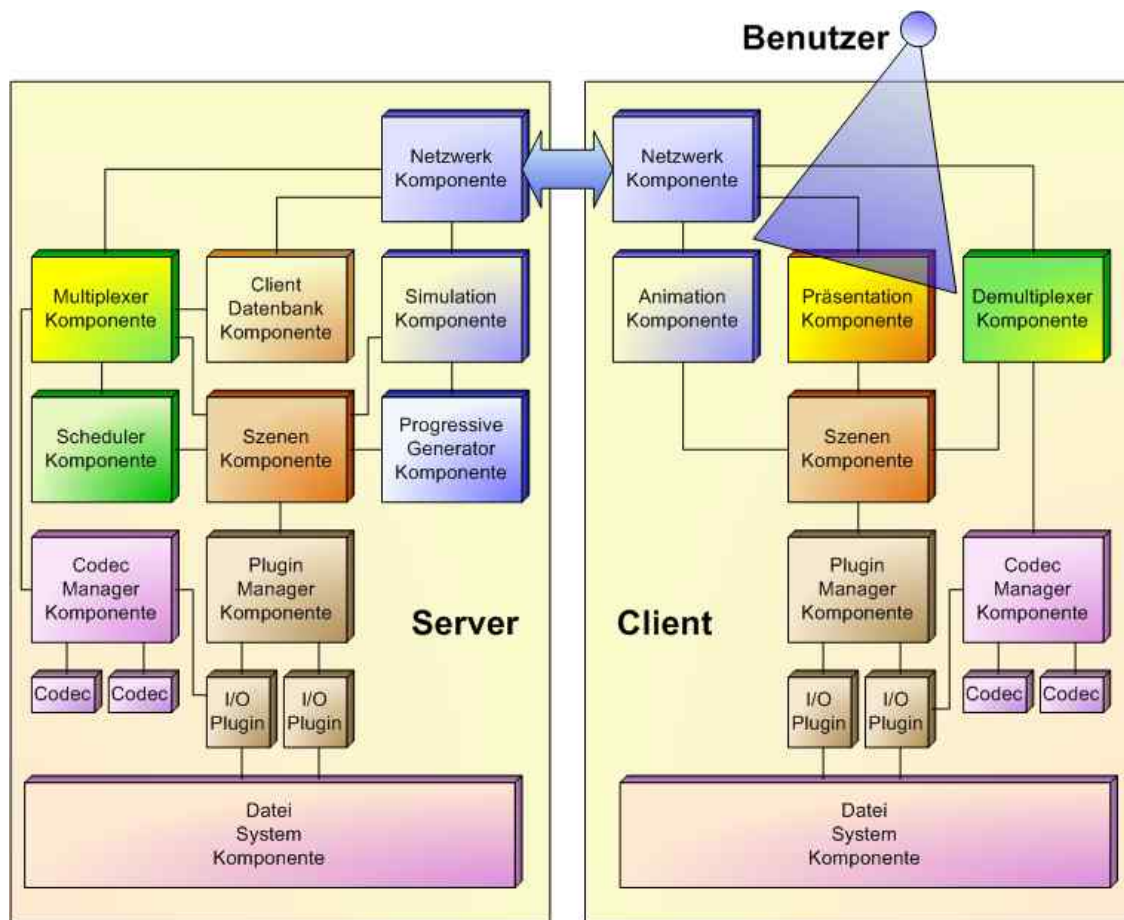 Benutzer
Netzwerk
Komponente
Multiplexer
Komponente
Client
Datenbank
Komponente
Simulation
Komponente
Scheduler
Komponente
Szenen
Komponente
Progressive
Generator
Komponente
Codec
Manager
Komponente
Plugin
Manager
Komponente
Server
Codec
Codec
I/O
Plugin
I/O
Plugin
Datei
System
Komponente
Netzwerk
Komponente
Animation
Komponente
Präsentation
Komponente
Demultiplexer
Komponente
Szenen
Komponente
Client
Plugin
Manager
Komponente
Codec
Manager
Komponente
I/O
Plugin
I/O
Plugin
Codec
Codec
Datei
System
Komponente